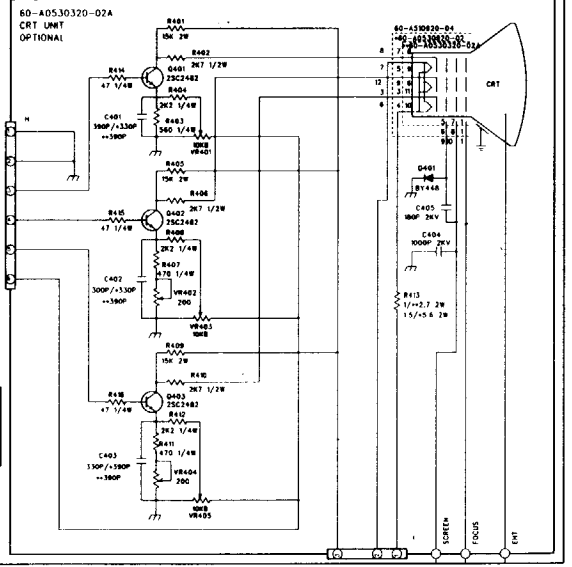 60-A0530320-02A
CRT UNIT
OPTIONAL
R401
15K 2W
R402
2K7 1/2W
R414
47 1/4W
Q401
2SC2482
R404
2K2 1/4W
C401
390P/*330P
**390P
R403
560 1/4W
10KB
VR401
R405
15K 2W
R406
2K7 1/2W
M
R415
47 1/4W
Q402
2SC2482
R408
2K2 1/4W
R407
470 1/4W
C402
300P/*330P
**390P
VR402
200
VR403
10KB
R409
15K 2W
R410
2K7 1/2W
R416
47 1/4W
Q403
2SC2482
R412
2K2 1/4W
R411
470 1/4W
C403
330P/*390P
**390P
VR404
200
10KB
VR405
60-A510820-04
*60-A0530820-02
**60-A0530320-02A
CRT
D401
BY448
C405
180P 2KV
C404
1000P 2KV
R413
1/**2.7 2W
1.5/*5.6 2W
SCREEN
FOCUS
EHT